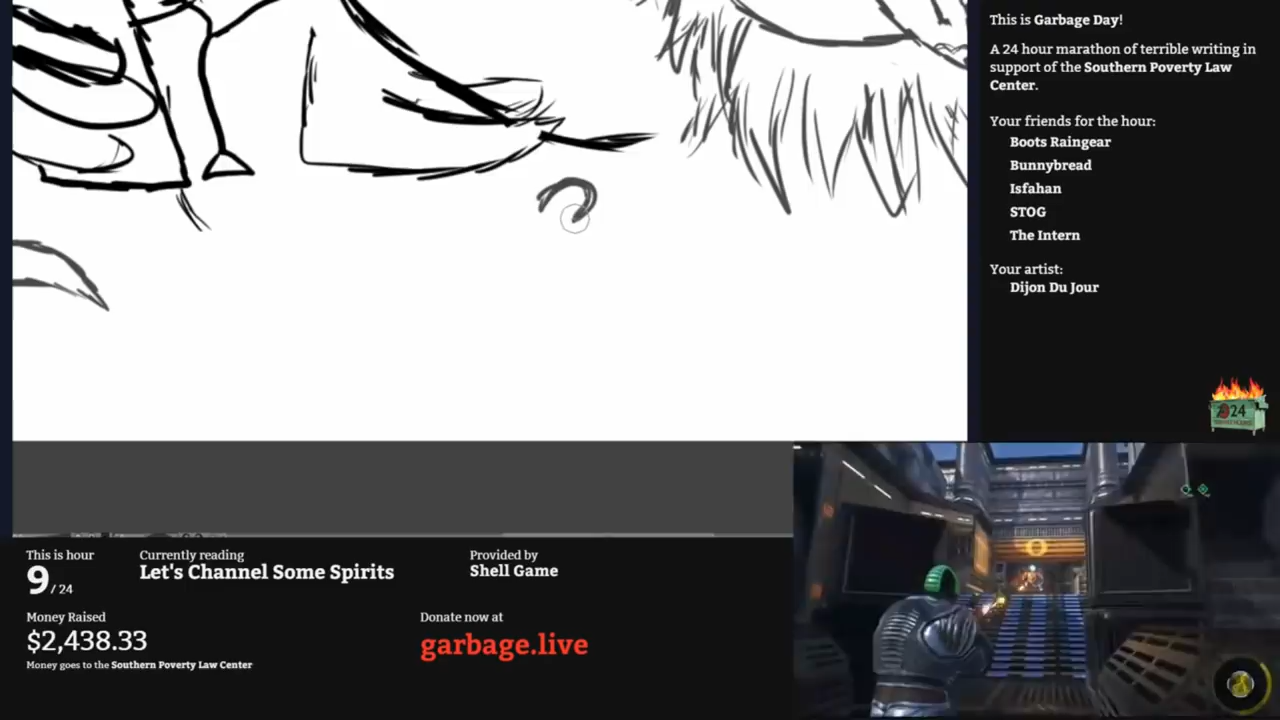 This is Garbage Day!
A 24 hour marathon of terrible writing in
support of the Southern Poverty Law
Center.
Your friends for the hour:
Boots Raingear
Bunnybread
Isfahan
STOG
The Intern
Your artist:
Dijon Du Jour
This is hour
9 / 24
Currently reading
Let's Channel Some Spirits
Provided by
Shell Game
Money Raised
$2,438.33
Money goes to the Southern Poverty Law Center
Donate now at
garbage.live